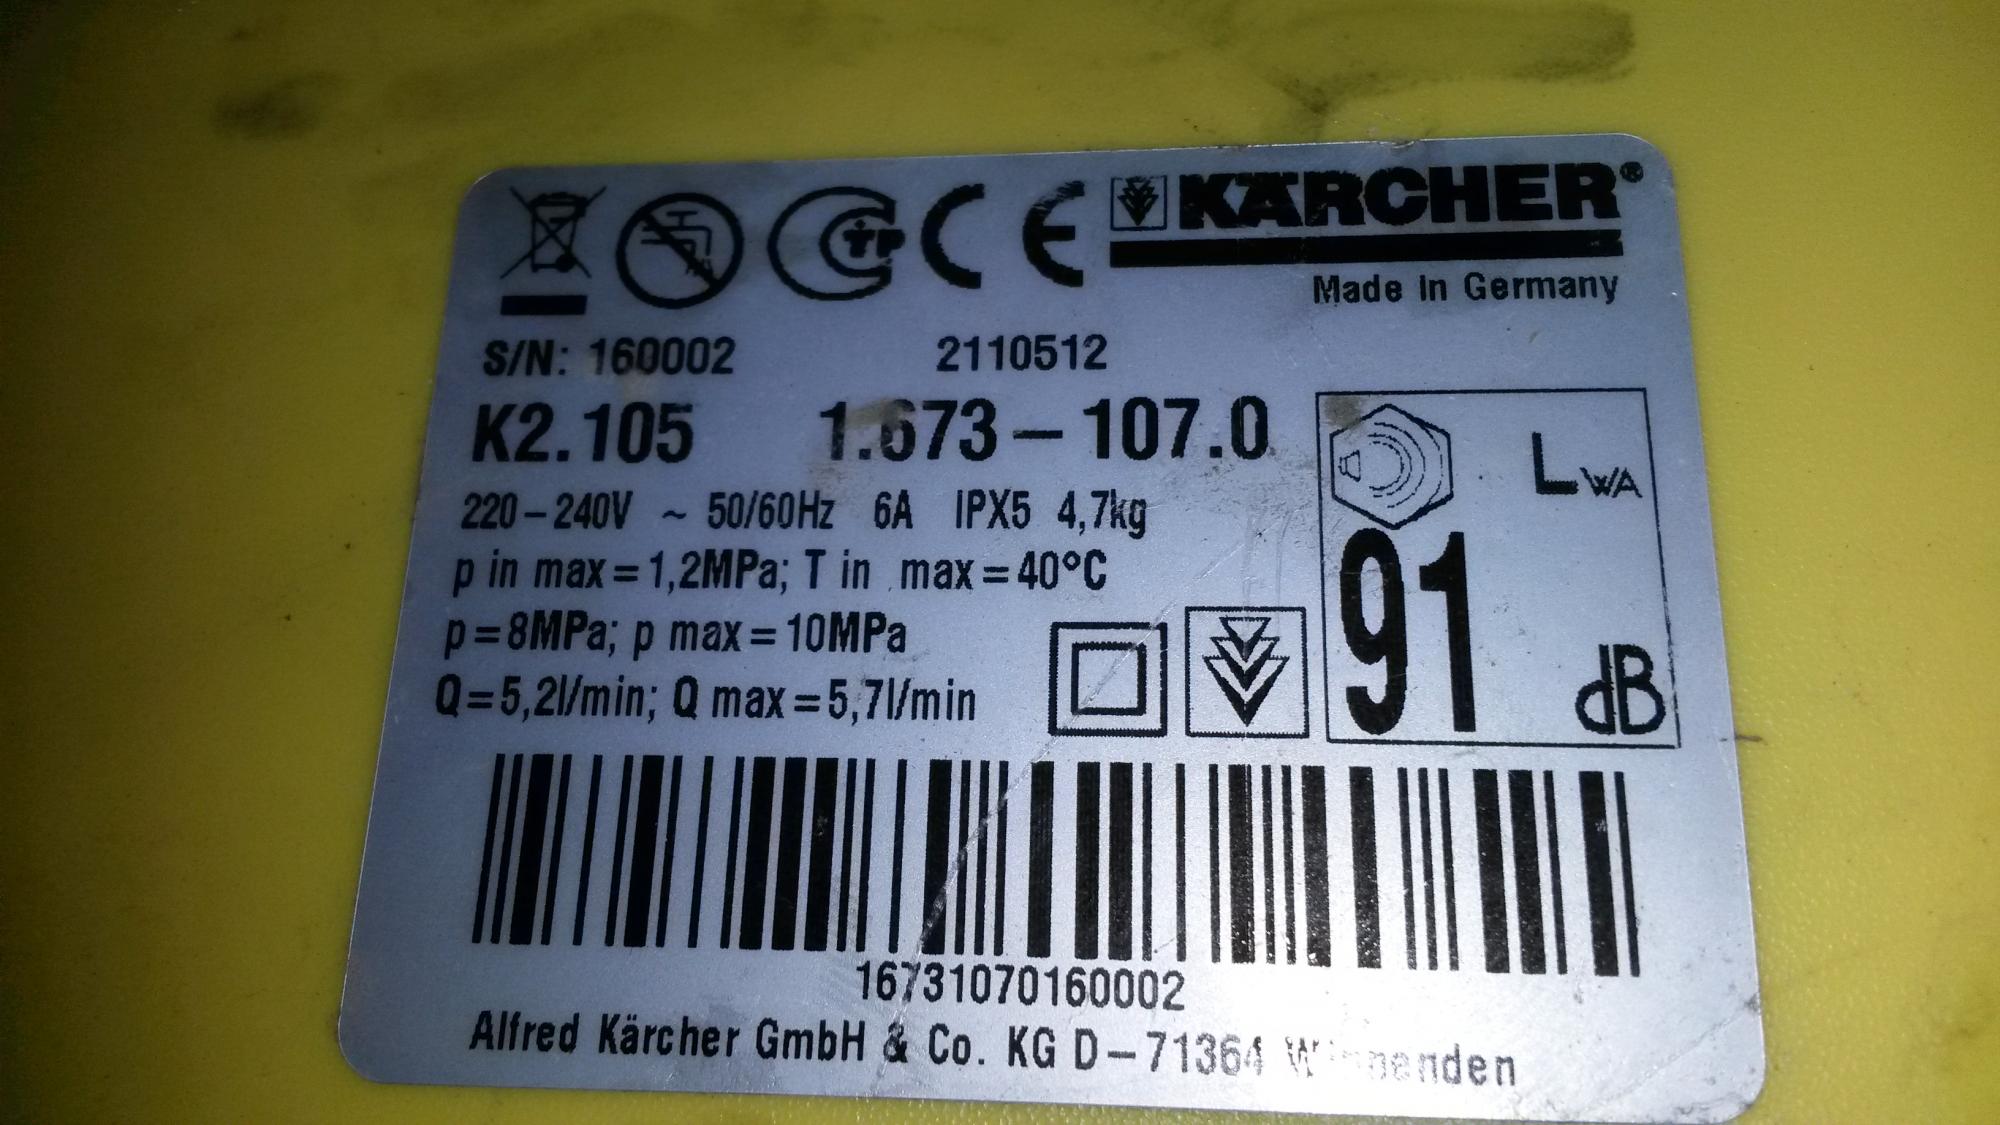 KÄRCHER®
Made in Germany
S/N: 160002 2110512
K2.105 1.673-107.0
220-240V ~ 50/60Hz 6A IPX5 4,7kg
p in max=1,2MPa; T in max=40°C
p=8MPa; p max=10MPa
Q=5,2l/min; Q max=5,7l/min
LWA
91
dB
16731070160002
Alfred Kärcher GmbH & Co. KG D-71364